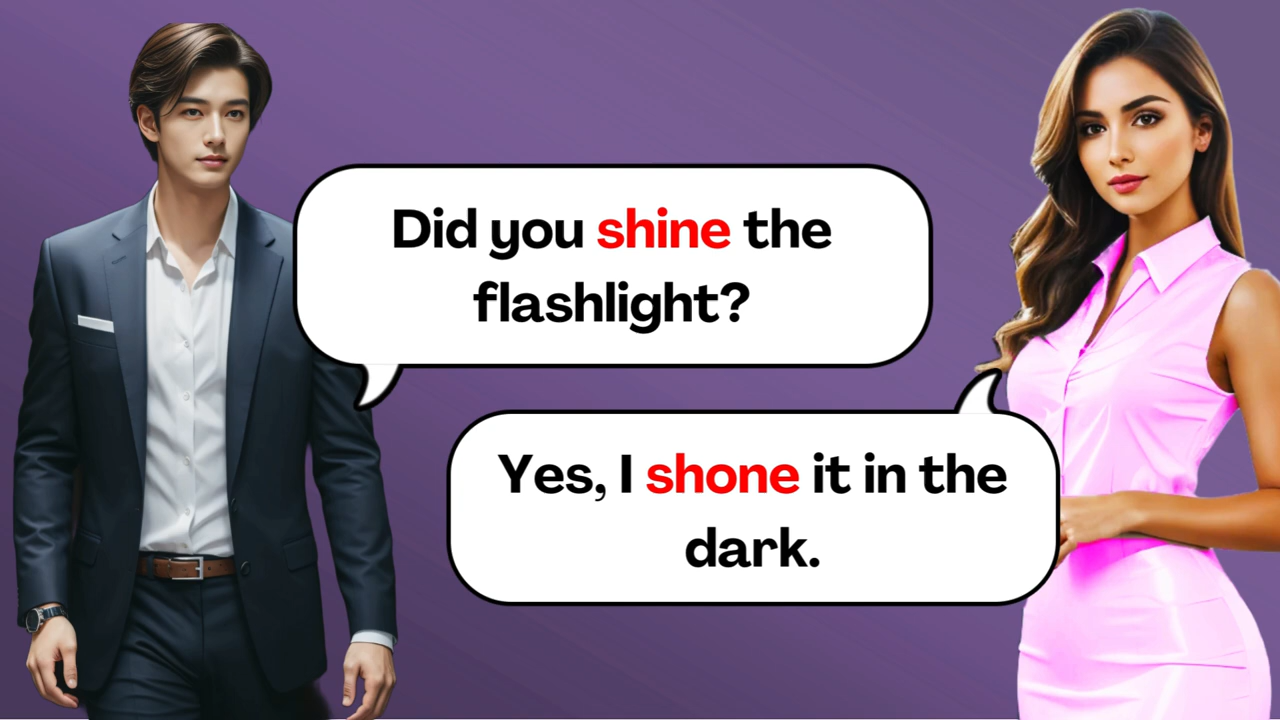 Did you shine the
flashlight?
Yes, I shone it in the
dark.